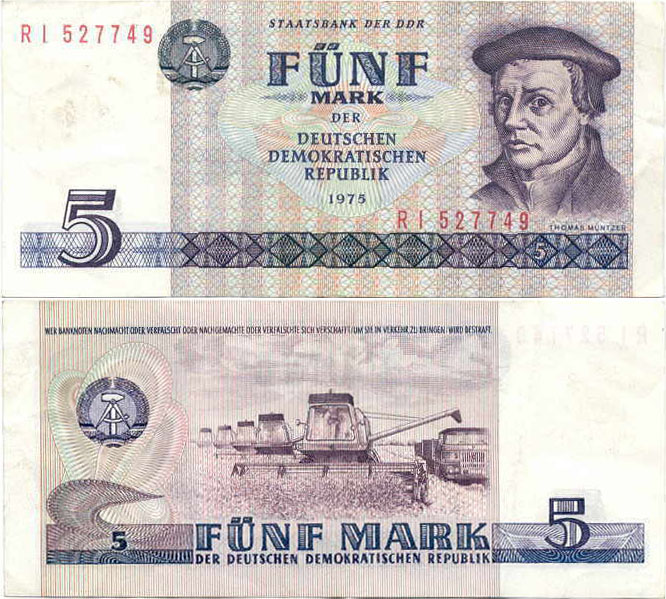 STAATSBANK DER DDR
RI 527749
FÜNF
MARK
DER
DEUTSCHEN
DEMOKRATISCHEN
REPUBLIK
1975
RI 527749
THOMAS MÜNTZER
5
5
WER BANKNOTEN NACHMACHT ODER VERFÄLSCHT ODER NACHGEMACHTE ODER VERFÄLSCHTE SICH VERSCHAFFT/UM SIE IN VERKEHR ZU BRINGEN/WIRD BESTRAFT.
5
FÜNF MARK
5
DER DEUTSCHEN DEMOKRATISCHEN REPUBLIK